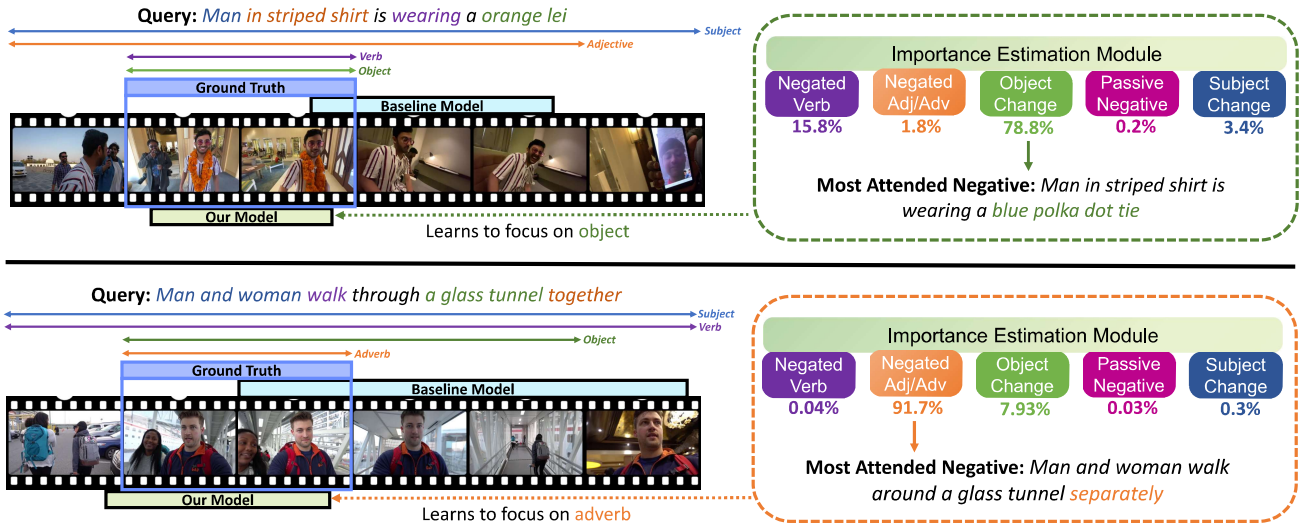 Query: Man in striped shirt is wearing a orange lei
Subject
Adjective
Verb
Object
Ground Truth
Baseline Model
Our Model
Learns to focus on object
Importance Estimation Module
Negated Verb
15.8%
Negated Adj/Adv
1.8%
Object Change
78.8%
Passive Negative
0.2%
Subject Change
3.4%
Most Attended Negative: Man in striped shirt is
wearing a blue polka dot tie
Query: Man and woman walk through a glass tunnel together
Subject
Verb
Object
Adverb
Ground Truth
Baseline Model
Our Model
Learns to focus on adverb
Importance Estimation Module
Negated Verb
0.04%
Negated Adj/Adv
91.7%
Object Change
7.93%
Passive Negative
0.03%
Subject Change
0.3%
Most Attended Negative: Man and woman walk
around a glass tunnel separately